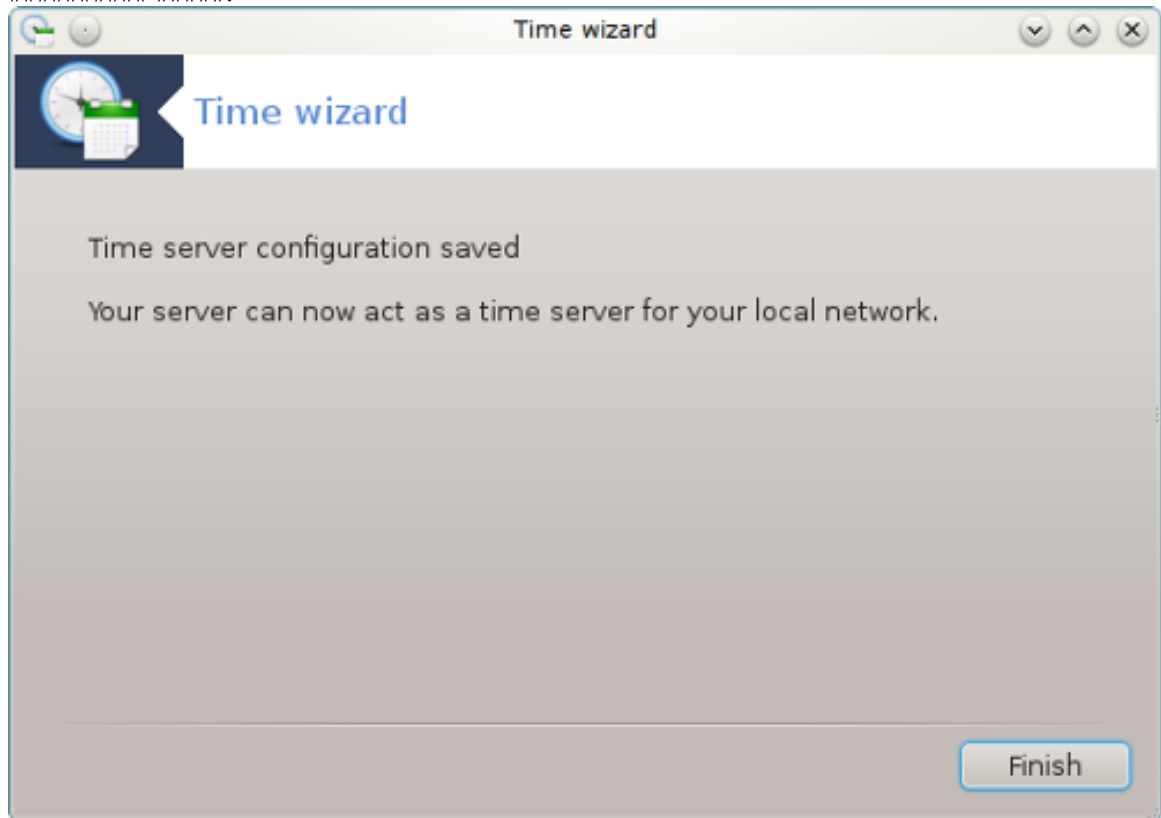 Time wizard
Time wizard
Time server configuration saved
Your server can now act as a time server for your local network.
Finish